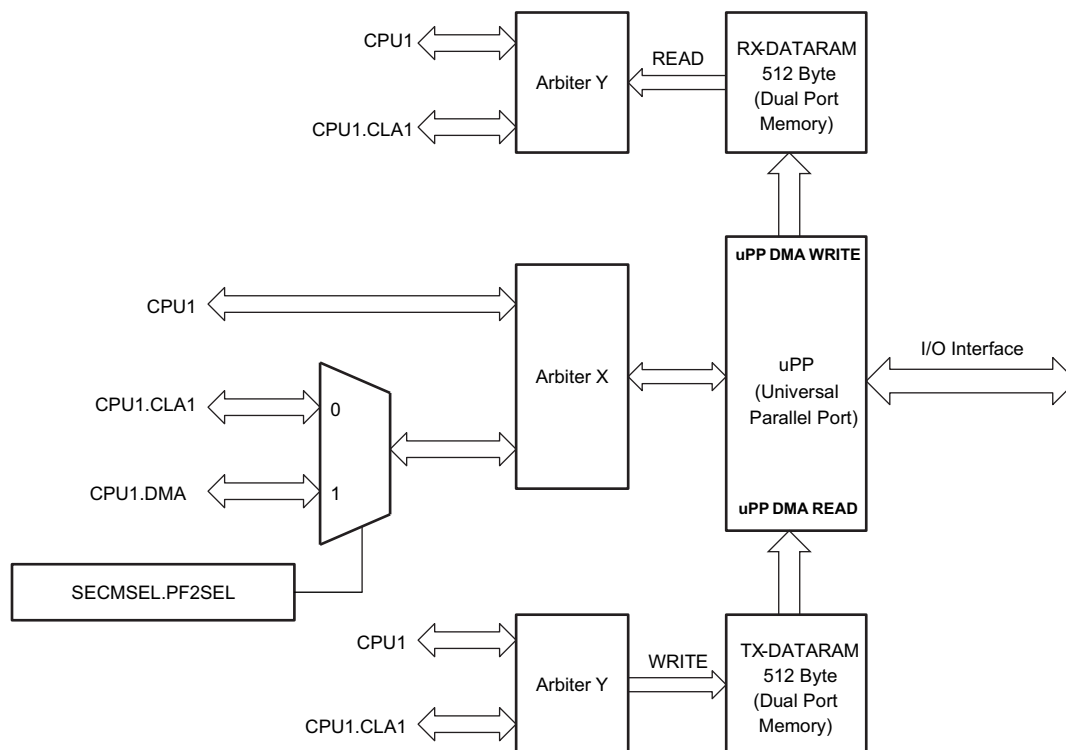 CPU1
CPU1.CLA1
Arbiter Y
READ
RX-DATARAM
512 Byte
(Dual Port
Memory)
CPU1
CPU1.CLA1
0
CPU1.DMA
1
SECMSEL.PF2SEL
Arbiter X
uPP DMA WRITE
uPP
(Universal
Parallel Port)
uPP DMA READ
I/O Interface
CPU1
CPU1.CLA1
Arbiter Y
WRITE
TX-DATARAM
512 Byte
(Dual Port
Memory)